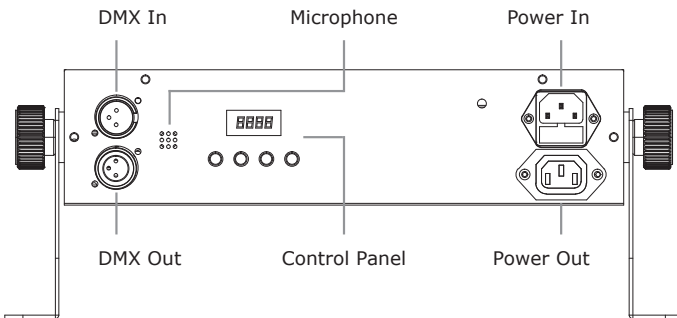 DMX In Microphone Power In
8888
DMX Out Control Panel Power Out